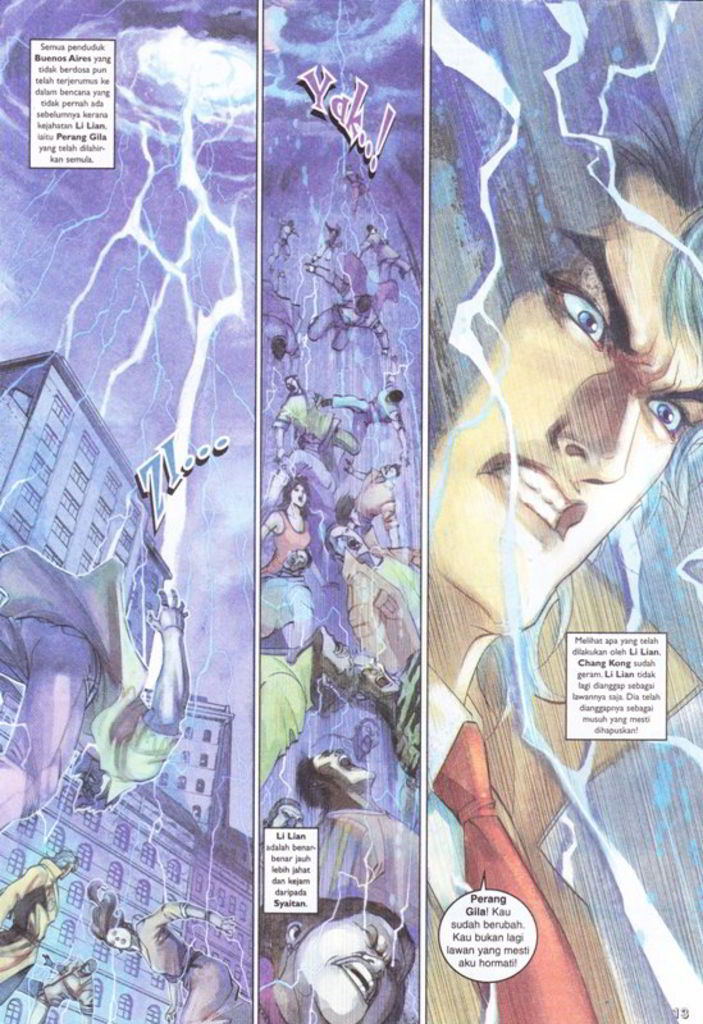 Semua penduduk
Buenos Aires yang
tidak berdosa pun
telah terjerumus ke
dalam bencana yang
tidak pernah ada
sebelumnya kerana
kejahatan Li Lian,
iaitu Perang Gila
yang telah dilahir-
kan semula.
71...
Yak...!
Li Lian
adalah benar-
benar jauh
lebih jahat
dan kejam
daripada
Syaitan.
Melihat apa yang telah
dilakukan oleh Li Lian,
Chang Kong sudah
geram. Li Lian tidak
lagi dianggap sebagai
lawannya saja. Dia telah
dianggapnya sebagai
musuh yang mesti
dihapuskan!
Perang
Gila! Kau
sudah berubah.
Kau bukan lagi
lawan yang mesti
aku hormati!
13